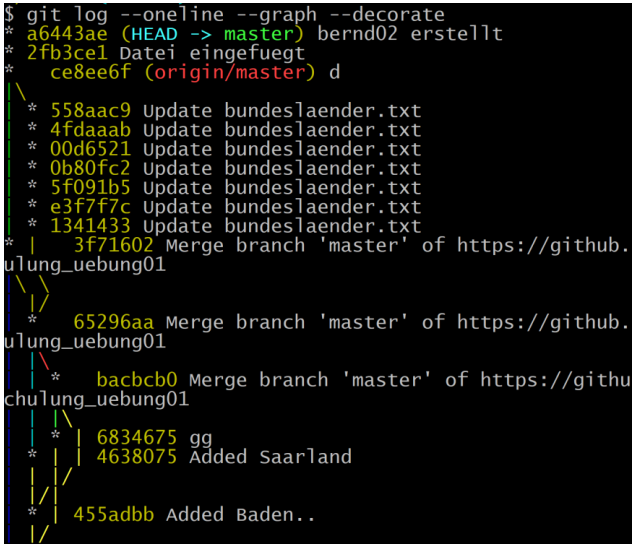 $ git log --oneline --graph --decorate
* a6443ae (HEAD -> master) bernd02 erstellt
* 2fb3ce1 Datei eingefuegt
*   ce8ee6f (origin/master) d
|\
| * 558aac9 Update bundeslaender.txt
| * 4fdaaab Update bundeslaender.txt
| * 00d6521 Update bundeslaender.txt
| * 0b80fc2 Update bundeslaender.txt
| * 5f091b5 Update bundeslaender.txt
| * e3f7f7c Update bundeslaender.txt
| * 1341433 Update bundeslaender.txt
* |   3f71602 Merge branch 'master' of https://github.
ulung_uebung01
|\ \
| |/
| *   65296aa Merge branch 'master' of https://github.
ulung_uebung01
| |\
| | *   bacbcb0 Merge branch 'master' of https://githu
chulung_uebung01
| | |\
| | * | 6834675 gg
| * | | 4638075 Added Saarland
| | |/
| |/|
| * | 455adbb Added Baden..
| |/